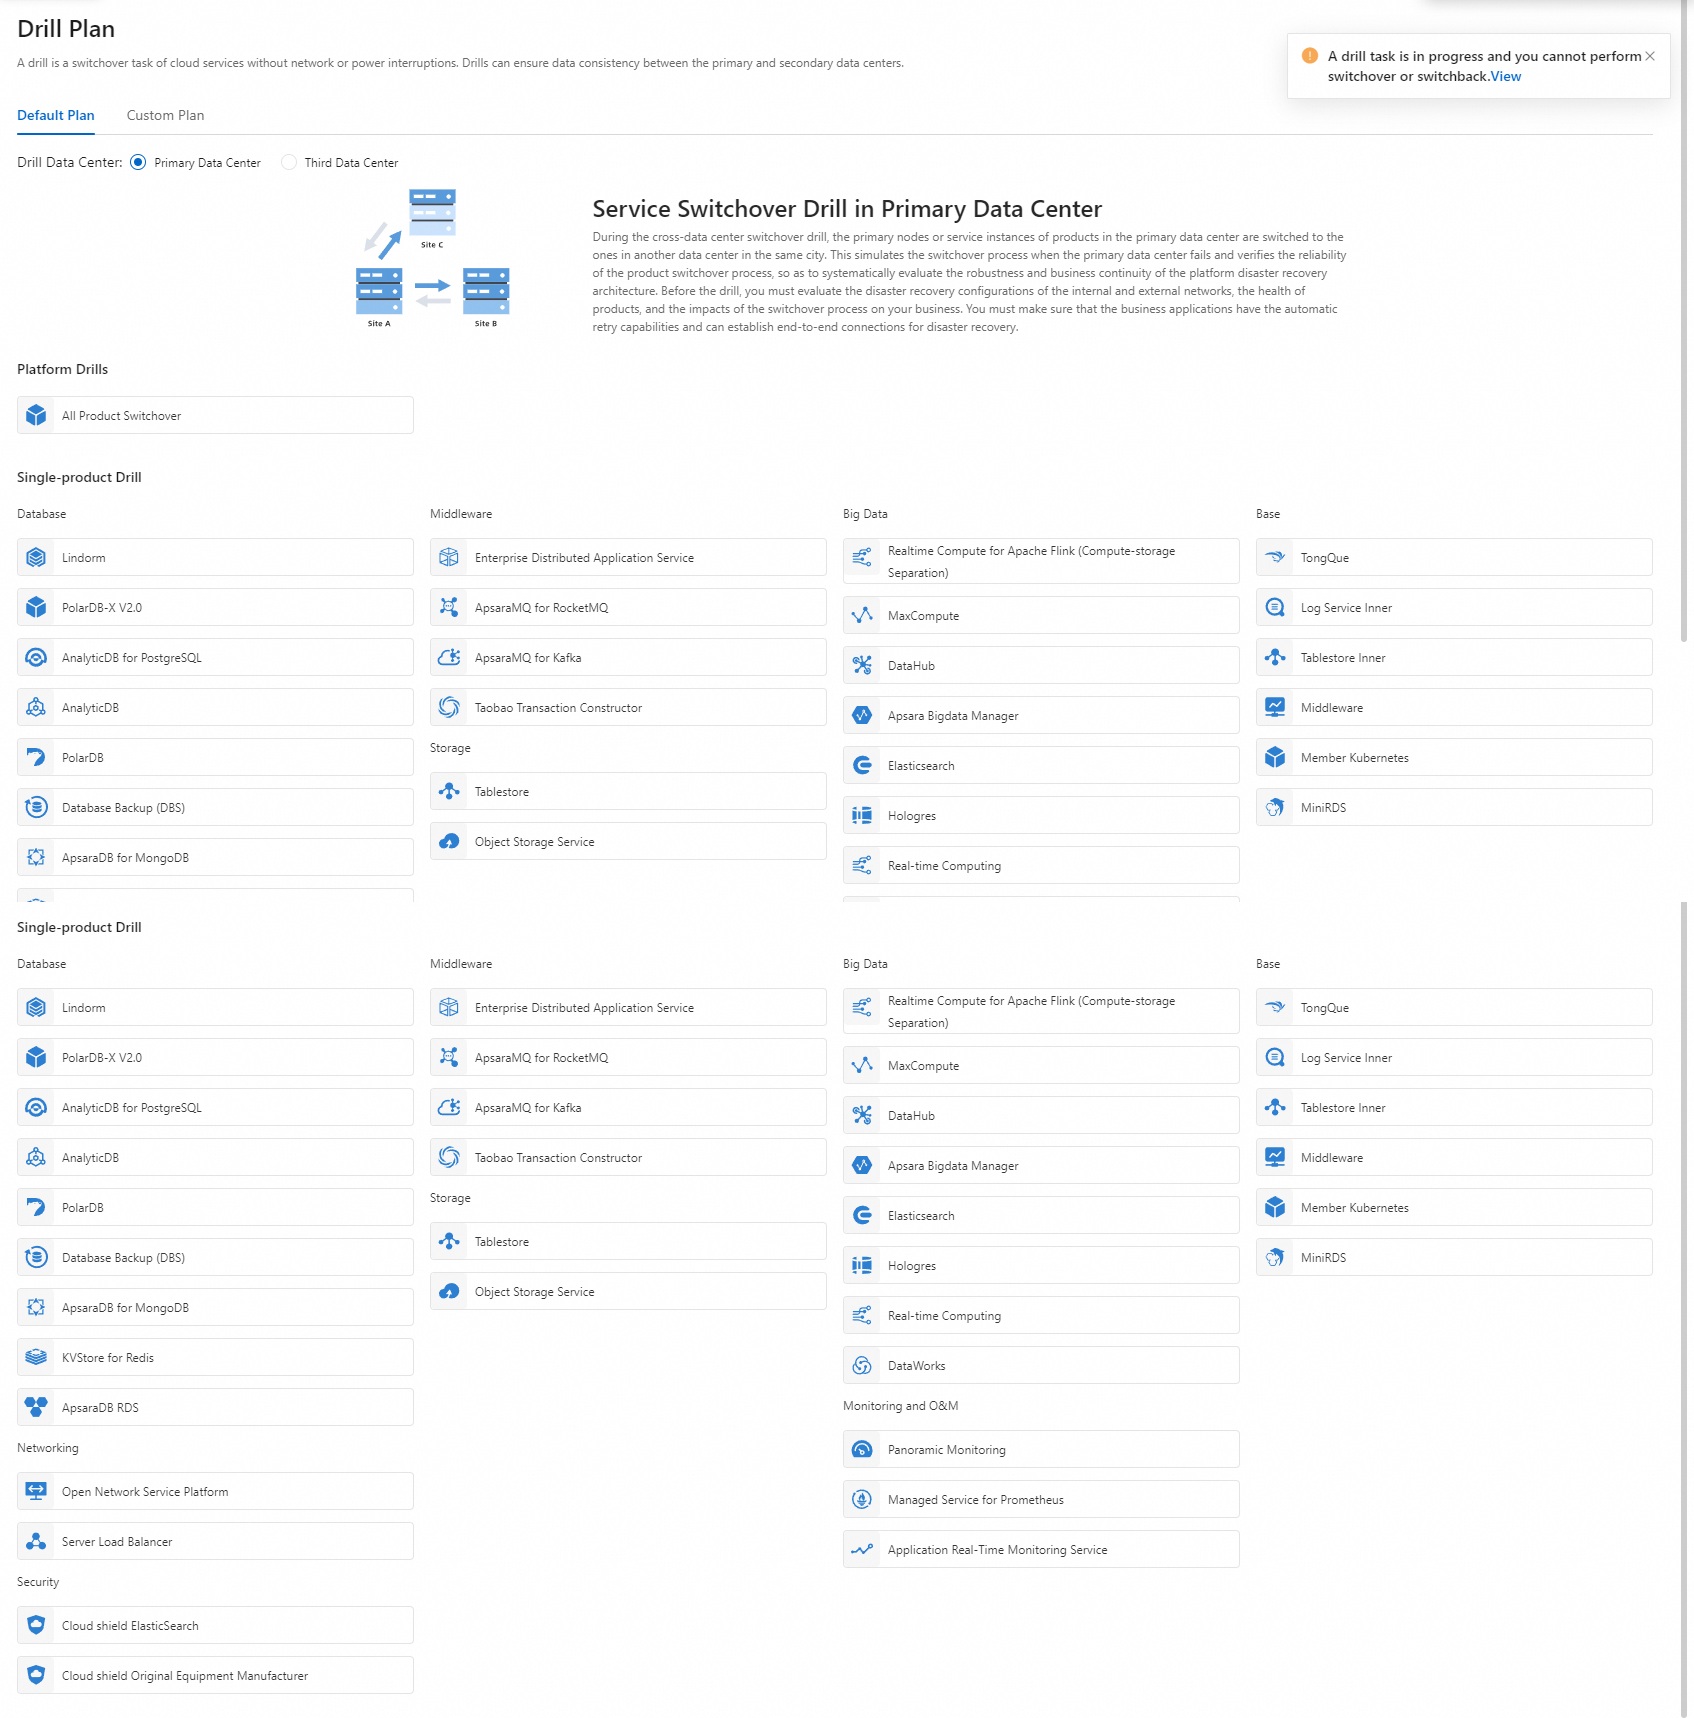 Drill Plan
A drill is a switchover task of cloud services without network or power interruptions. Drills can ensure data consistency between the primary and secondary data centers.
A drill task is in progress and you cannot perform
switchover or switchback.View
Default Plan
Custom Plan
Drill Data Center:
Primary Data Center
Third Data Center
Site C
Site A
Site B
Service Switchover Drill in Primary Data Center
During the cross-data center switchover drill, the primary nodes or service instances of products in the primary data center are switched to the
ones in another data center in the same city. This simulates the switchover process when the primary data center fails and verifies the reliability
of the product switchover process, so as to systematically evaluate the robustness and business continuity of the platform disaster recovery
architecture. Before the drill, you must evaluate the disaster recovery configurations of the internal and external networks, the health of
products, and the impacts of the switchover process on your business. You must make sure that the business applications have the automatic
retry capabilities and can establish end-to-end connections for disaster recovery.
Platform Drills
All Product Switchover
Single-product Drill
Database
Lindorm
PolarDB-X V2.0
AnalyticDB for PostgreSQL
AnalyticDB
PolarDB
Database Backup (DBS)
ApsaraDB for MongoDB
Middleware
Enterprise Distributed Application Service
ApsaraMQ for RocketMQ
ApsaraMQ for Kafka
Taobao Transaction Constructor
Storage
Tablestore
Object Storage Service
Big Data
Realtime Compute for Apache Flink (Compute-storage
Separation)
MaxCompute
DataHub
Apsara Bigdata Manager
Elasticsearch
Hologres
Real-time Computing
Base
TongQue
Log Service Inner
Tablestore Inner
Middleware
Member Kubernetes
MiniRDS
Single-product Drill
Database
Lindorm
PolarDB-X V2.0
AnalyticDB for PostgreSQL
AnalyticDB
PolarDB
Database Backup (DBS)
ApsaraDB for MongoDB
KVStore for Redis
ApsaraDB RDS
Networking
Open Network Service Platform
Server Load Balancer
Security
Cloud shield ElasticSearch
Cloud shield Original Equipment Manufacturer
Middleware
Enterprise Distributed Application Service
ApsaraMQ for RocketMQ
ApsaraMQ for Kafka
Taobao Transaction Constructor
Storage
Tablestore
Object Storage Service
Big Data
Realtime Compute for Apache Flink (Compute-storage
Separation)
MaxCompute
DataHub
Apsara Bigdata Manager
Elasticsearch
Hologres
Real-time Computing
DataWorks
Monitoring and O&M
Panoramic Monitoring
Managed Service for Prometheus
Application Real-Time Monitoring Service
Base
TongQue
Log Service Inner
Tablestore Inner
Middleware
Member Kubernetes
MiniRDS